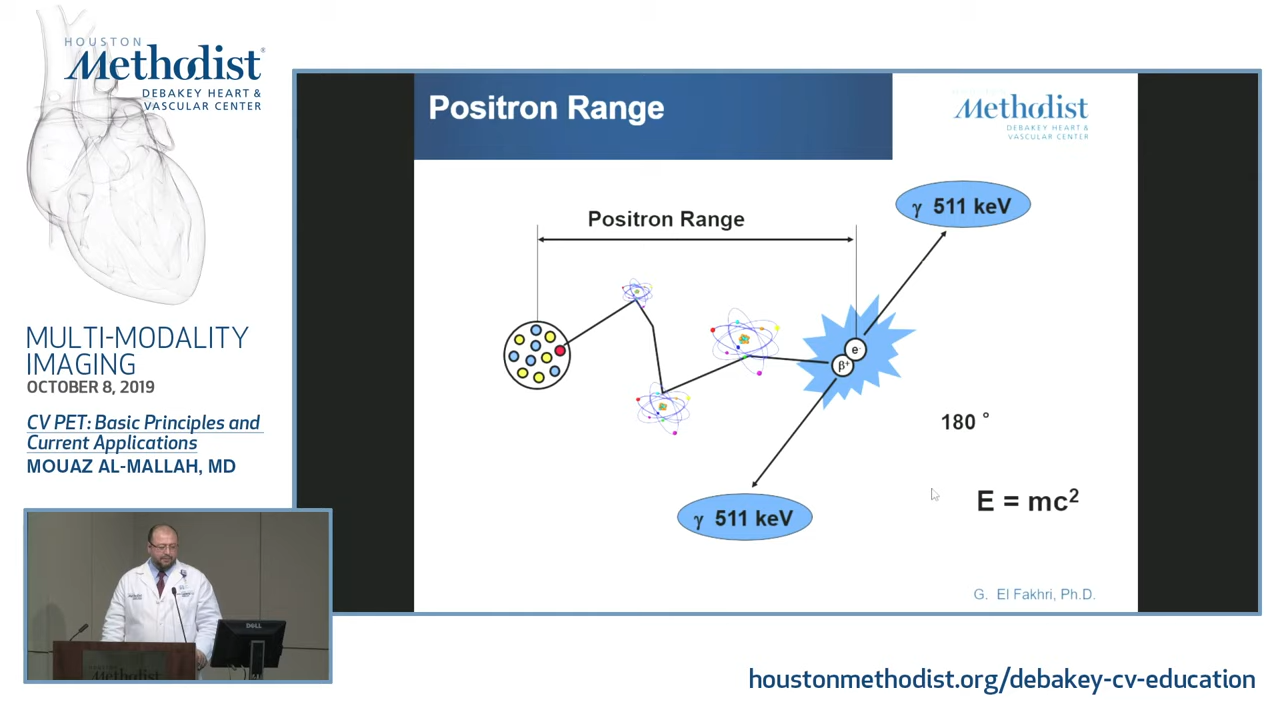 HOUSTON
Methodist
DEBAKEY HEART &
VASCULAR CENTER
MULTI-MODALITY
IMAGING
OCTOBER 8, 2019
CV PET: Basic Principles and
Current Applications
MOUAZ AL-MALLAH, MD
Positron Range
Methodist
DEBAKEY HEART &
VASCULAR CENTER
γ 511 keV
Positron Range
e-
β+
180 °
E = mc²
γ 511 keV
G. El Fakhri, Ph.D.
DELL
Methodist
houstonmethodist.org/debakey-cv-education